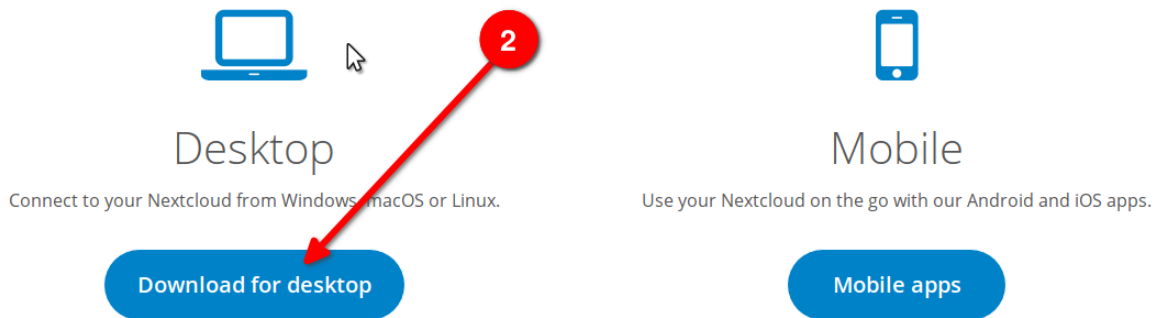 2
Desktop
Mobile
Connect to your Nextcloud from Windows, macOS or Linux.
Use your Nextcloud on the go with our Android and iOS apps.
Download for desktop
Mobile apps